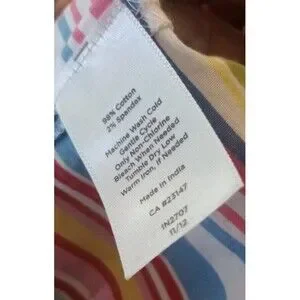 98% Cotton
2% Spandex
Machine Wash Cold
Gentle Cycle
Only Non-Chlorine
Bleach When Needed
Tumble Dry Low
Warm Iron, if Needed
Made in India
CA #23147
IN2707
11/12